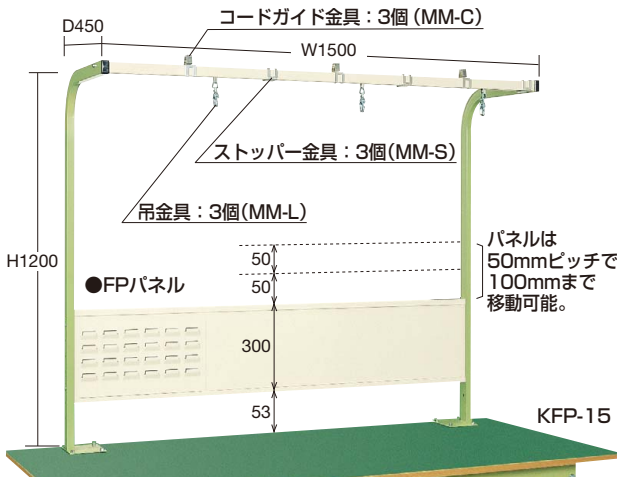 コードガイド金具：3個(MM-C)
D450
W1500
ストッパー金具：3個(MM-S)
吊金具：3個(MM-L)
H1200
50
50
パネルは
50mmピッチで
100mmまで
移動可能。
●FPパネル
300
53
KFP-15